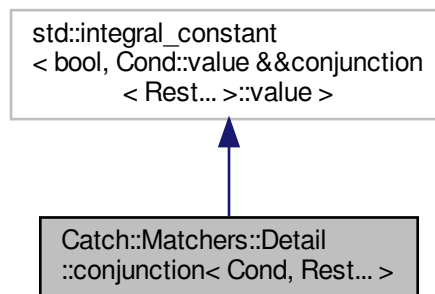 std::integral_constant
< bool, Cond::value &&conjunction
< Rest... >::value >
Catch::Matchers::Detail
::conjunction< Cond, Rest... >